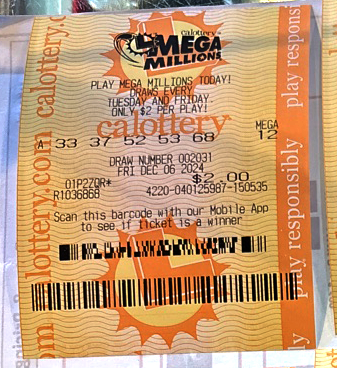 calottery
MEGA
MILLIONS
PLAY MEGA MILLIONS TODAY!
DRAWS EVERY
TUESDAY AND FRIDAY
ONLY $2 PER PLAY!
calottery
MEGA
A 33 37 52 53 68 12
DRAW NUMBER 002031
FRI DEC 06 2024
01P2Z0R* $2.00
R1036868 4220-040125987-150535
Scan this barcode with our Mobile App
to see if ticket is a winner
calottery.c
calottery.com
om
play responsi
play responsibly
ly